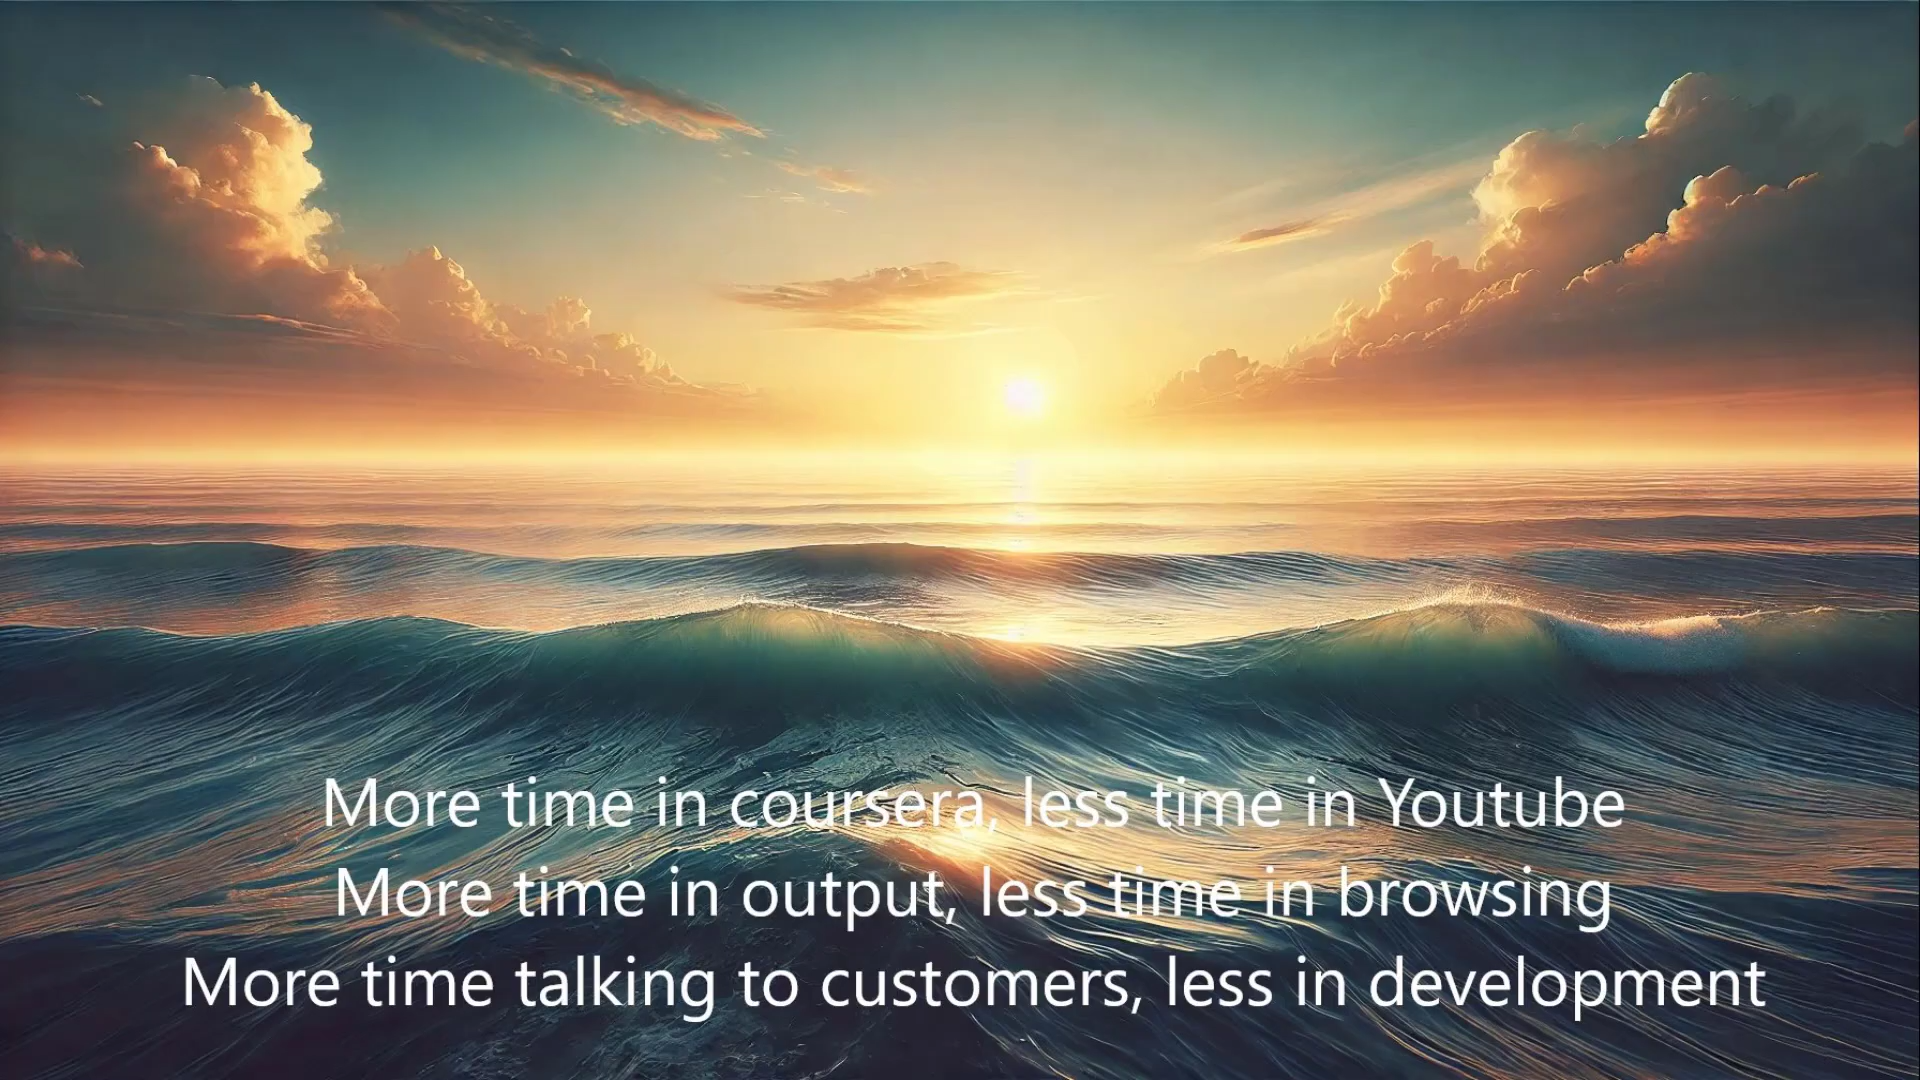 More time in coursera, less time in Youtube
More time in output, less time in browsing
More time talking to customers, less in development